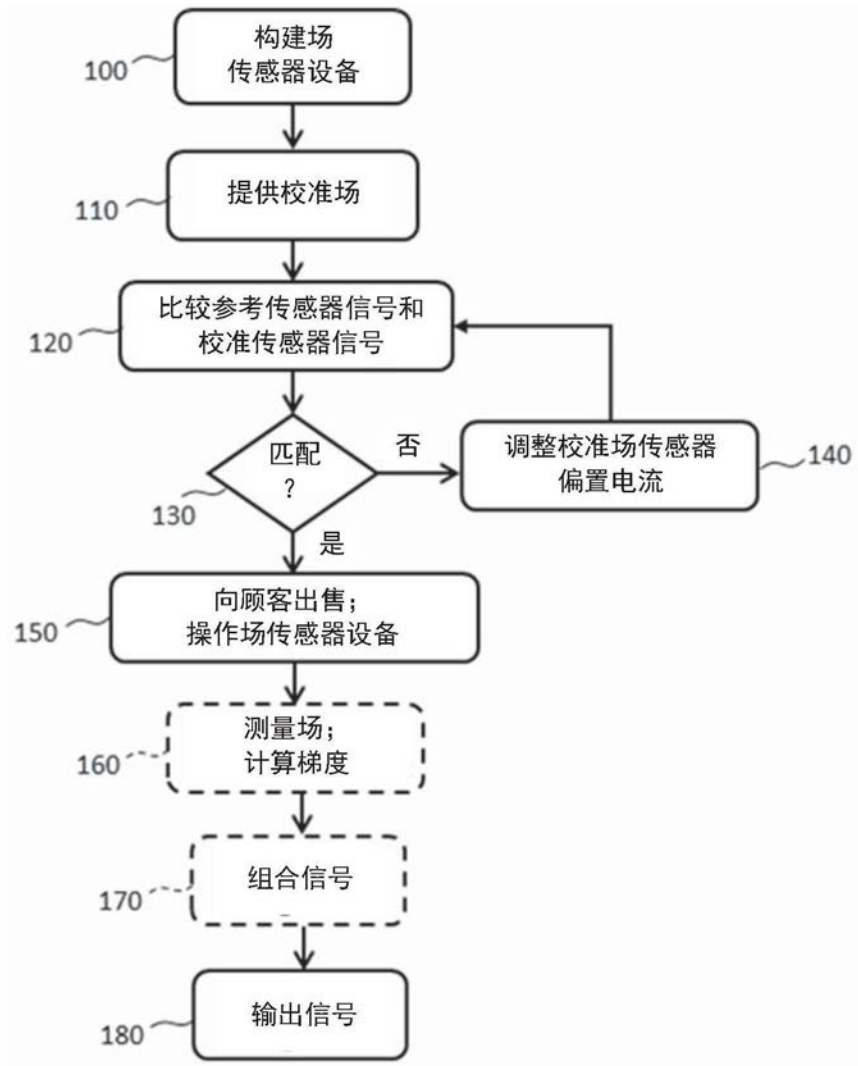 构建场
传感器设备
100
提供校准场
110
比较参考传感器信号和
校准传感器信号
120
匹配
？
130
否
调整校准场传感器
偏置电流
140
是
向顾客出售；
操作场传感器设备
150
测量场；
计算梯度
160
组合信号
170
输出信号
180